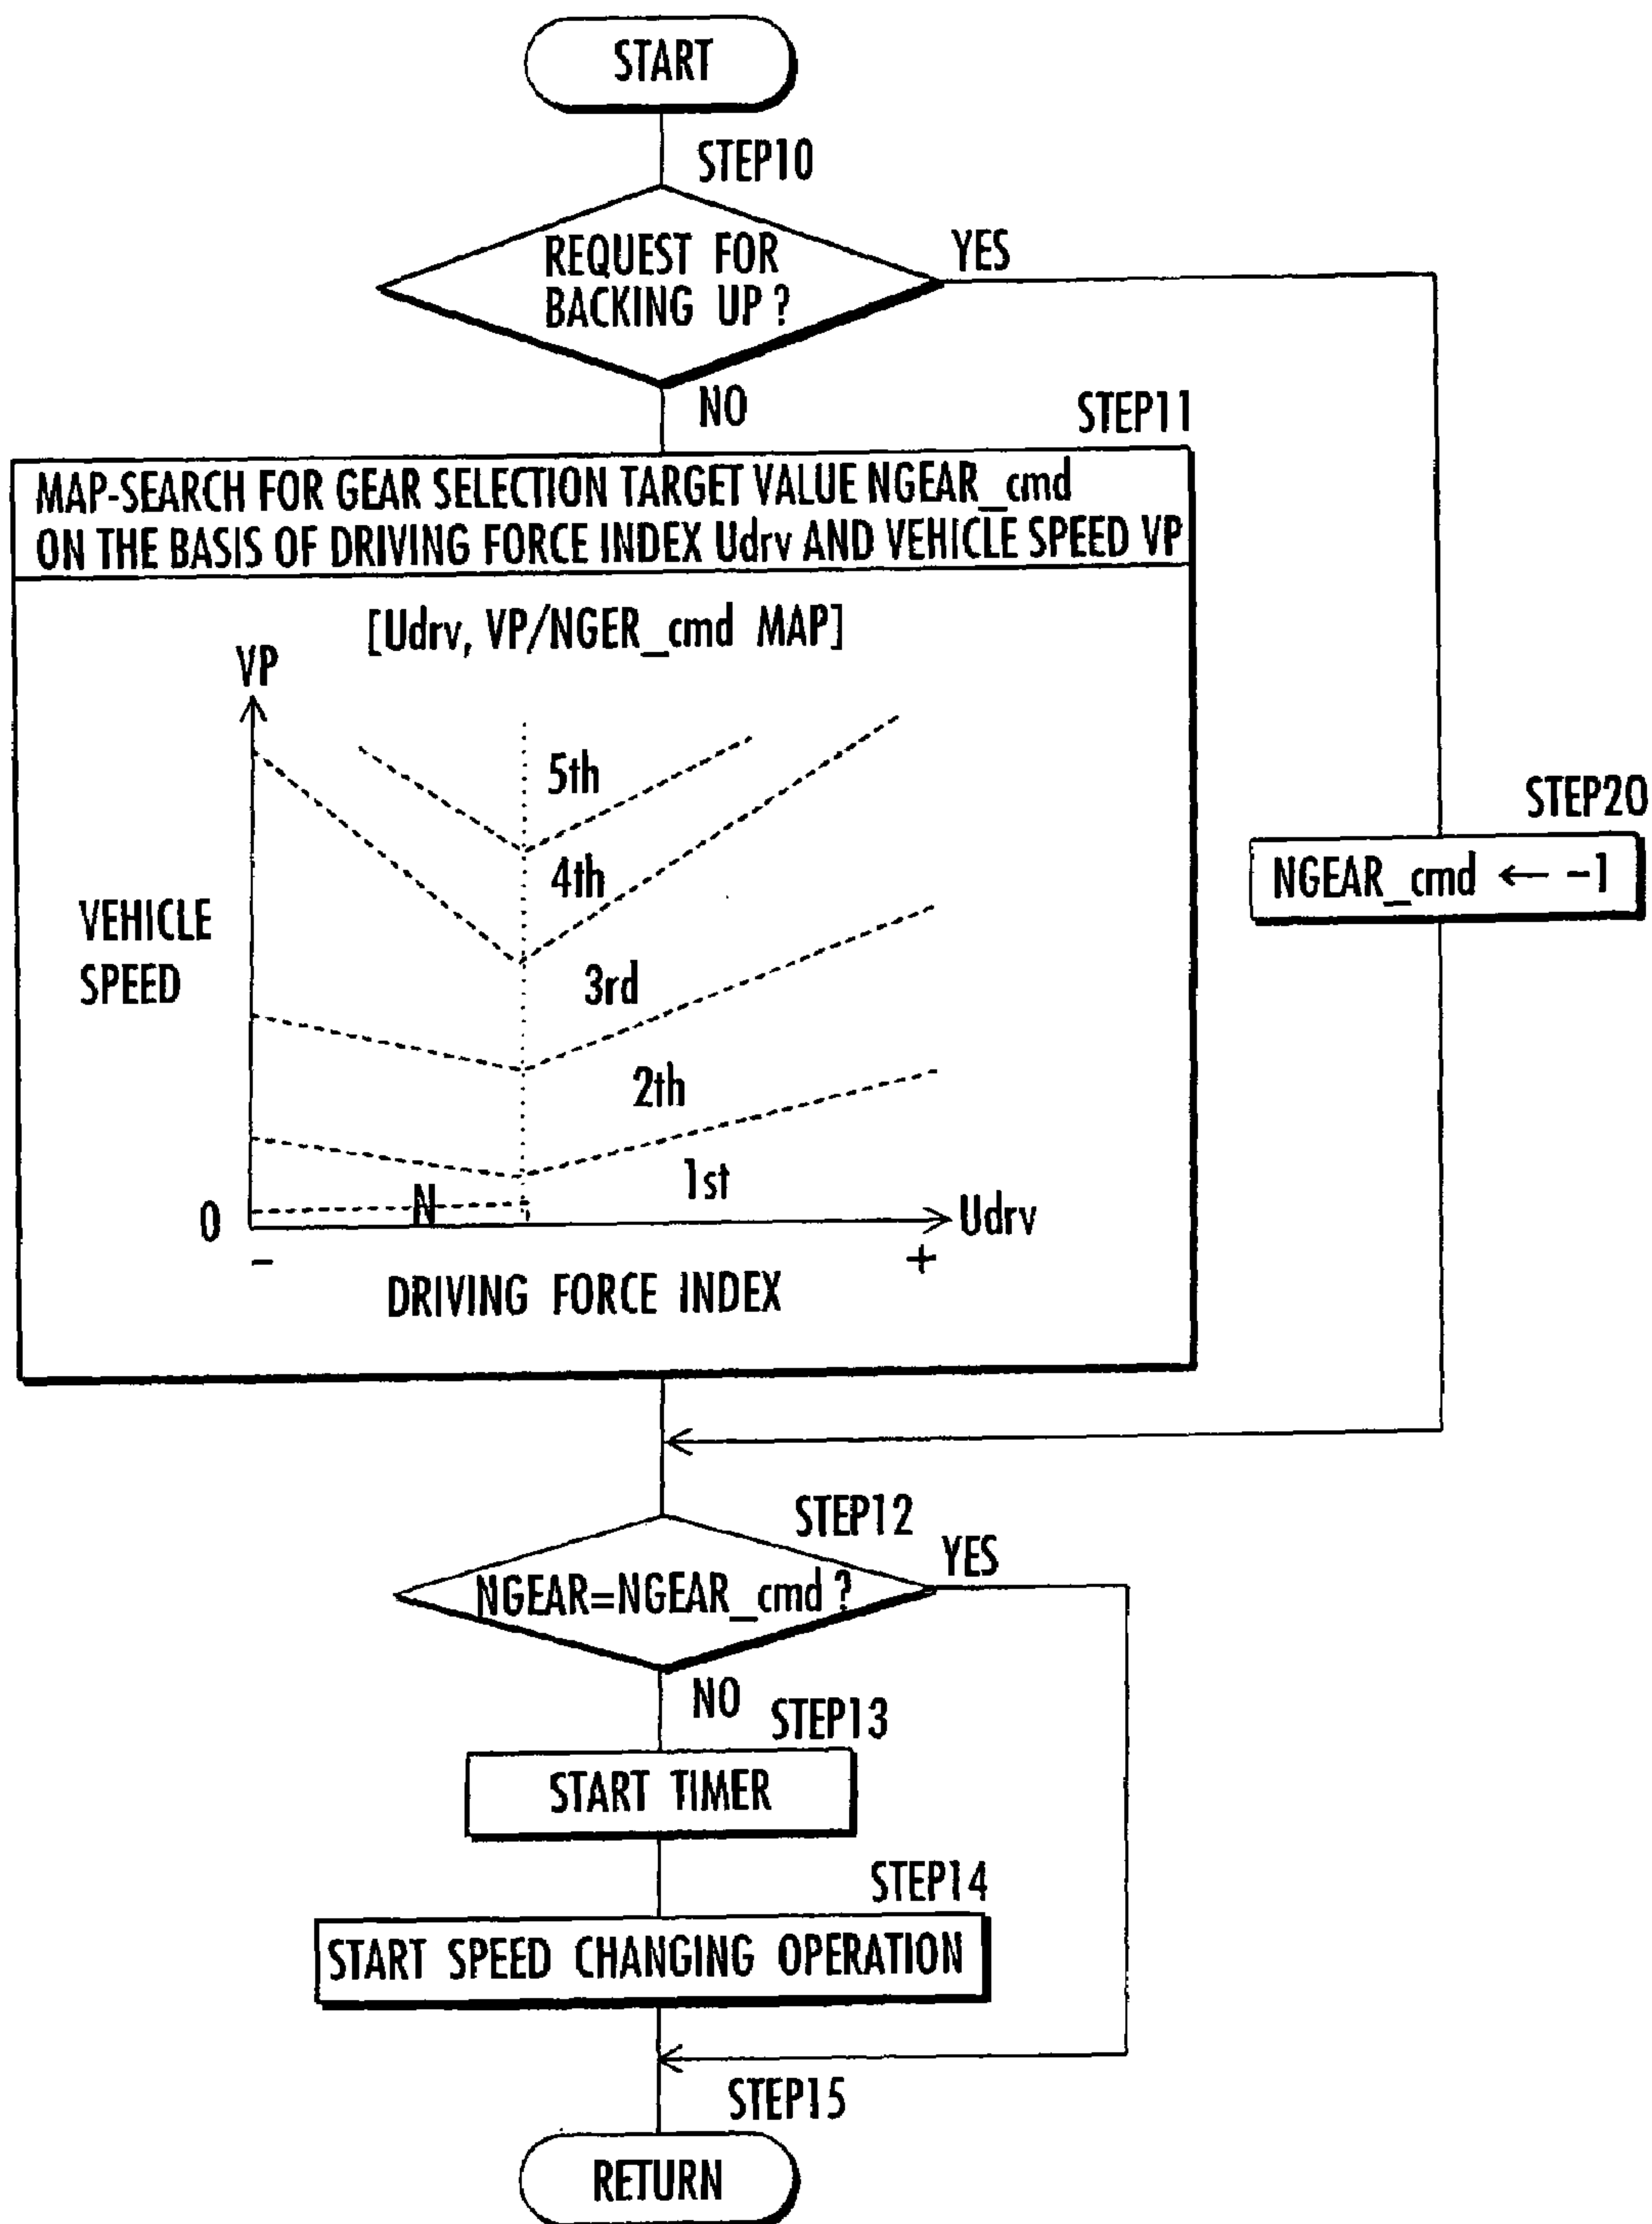 START
STEP10
REQUEST FOR
BACKING UP ?
YES
NO
STEP11
MAP-SEARCH FOR GEAR SELECTION TARGET VALUE NGEAR_cmd
ON THE BASIS OF DRIVING FORCE INDEX Udrv AND VEHICLE SPEED VP
[Udrv, VP/NGER_cmd MAP]
VP
5th
4th
VEHICLE
SPEED
3rd
2th
1st
N
0
Udrv
-
+
DRIVING FORCE INDEX
STEP20
NGEAR_cmd ← -1
STEP12
YES
NGEAR=NGEAR_cmd ?
NO
STEP13
START TIMER
STEP14
START SPEED CHANGING OPERATION
STEP15
RETURN